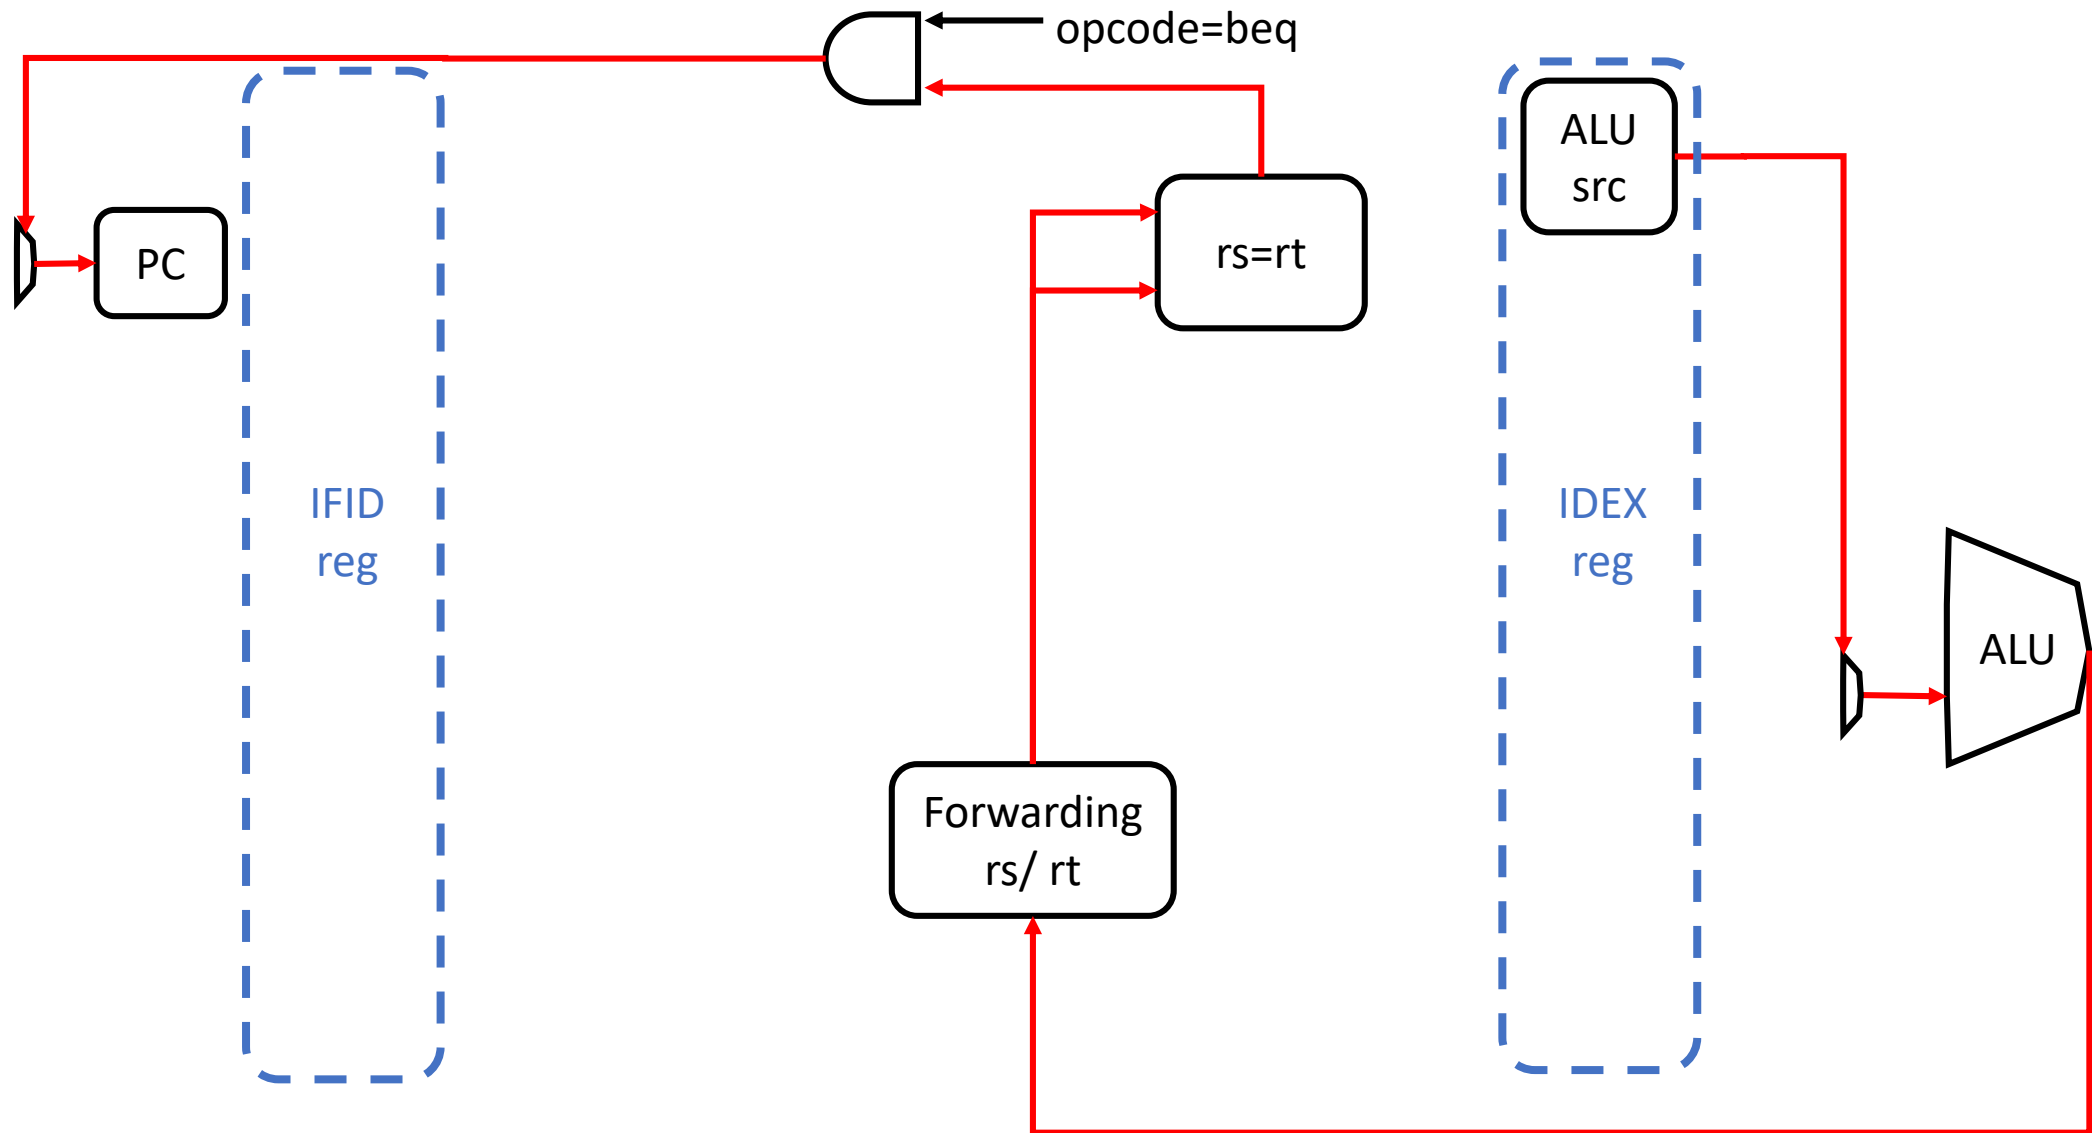 opcode=beq
ALU
src
rs=rt
PC
IFID
reg
IDEX
reg
ALU
Forwarding
rs/ rt